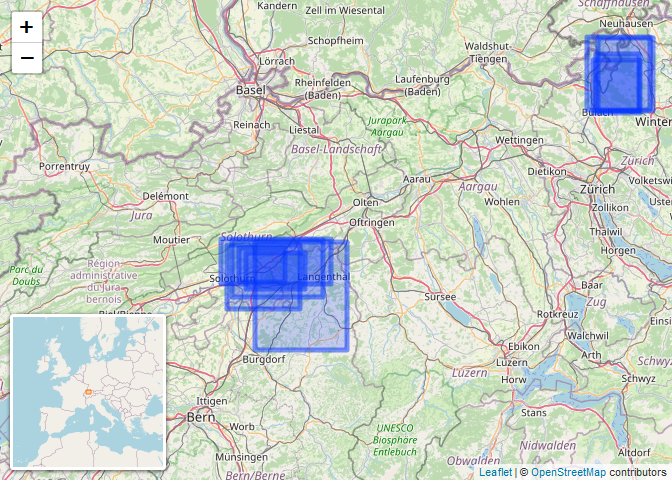 Schaffhausen
Kandern
Zell im Wiesental
Neuhausen
+
Schopfheim
Waldshut-
Tiengen
−
Lörrach
Rheinfelden
(Baden)
Laufenburg
(Baden)
Basel
Bülach
Winter
Reinach
Liestal
Jurapark
Aargau
Basel-Landschaft
Wettingen
Zürich
Porrentruy
Dietikon
Volketsw
Aarau
Delémont
Aargau
Zürich
Jura
Olten
Wohlen
Zollikon
Uster
Oftringen
Thalwil
Moutier
Solothurn
Horgen
Parc du
Doubs
Région
administrative
du Jura
bernois
Solothurn
Langenthal
Baar
Sursee
Zug
Biel/Bienne
Rotkreuz
Einsi
Walchwil
Ebikon
Arth
Burgdorf
Luzern
Schwyz
Luzern
Horw
Schwyz
Ittigen
Bern
Stans
Worb
UNESCO
Biosphäre
Entlebuch
Nidwalden
Altdorf
Münsingen
Obwalden
Bern/Berne
Leaflet | © OpenStreetMap contributors